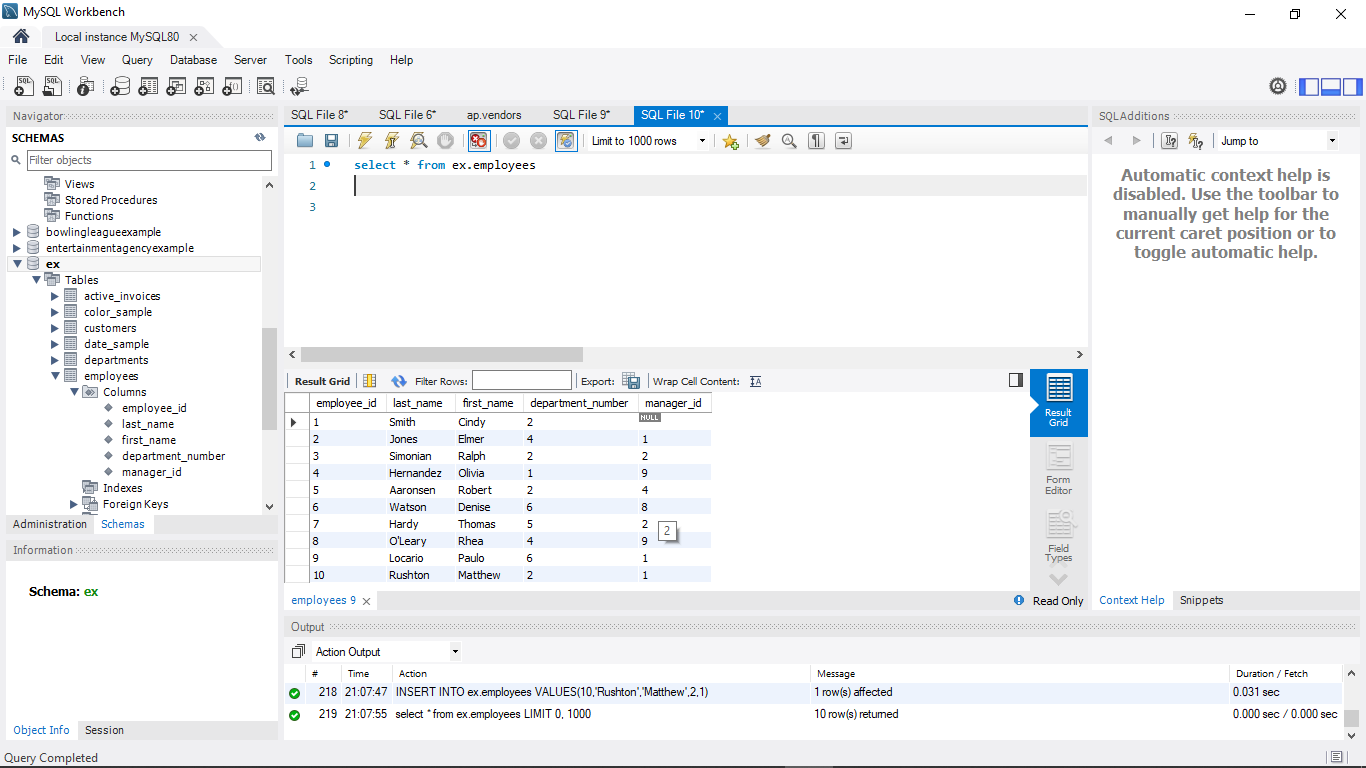 MySQL Workbench
Local instance MySQL80
File Edit View Query Database Server Tools Scripting Help
Navigator
SCHEMAS
Filter objects
Views
Stored Procedures
Functions
bowlingleagueexample
entertainmentagencyexample
ex
Tables
active_invoices
color_sample
customers
date_sample
departments
employees
Columns
employee_id
last_name
first_name
department_number
manager_id
Indexes
Foreign Keys
Administration Schemas
Information
Schema: ex
Object Info Session
Query Completed
SQL File 8* SQL File 6* ap.vendors SQL File 9* SQL File 10*
Limit to 1000 rows
1 select * from ex.employees
2
3
Result Grid Filter Rows: Export: Wrap Cell Content: IA
employee_id last_name first_name department_number manager_id
1 Smith Cindy 2 NULL
2 Jones Elmer 4 1
3 Simonian Ralph 2 2
4 Hernandez Olivia 1 9
5 Aaronsen Robert 2 4
6 Watson Denise 6 8
7 Hardy Thomas 5 2
2
8 O'Leary Rhea 4 9
9 Locario Paulo 6 1
10 Rushton Matthew 2 1
Result
Grid
Form
Editor
Field
Types
employees 9 Read Only
Output
Action Output
# Time Action Message Duration / Fetch
218 21:07:47 INSERT INTO ex.employees VALUES(10,'Rushton','Matthew',2,1) 1 row(s) affected 0.031 sec
219 21:07:55 select * from ex.employees LIMIT 0, 1000 10 row(s) returned 0.000 sec / 0.000 sec
SQLAdditions
Jump to
Automatic context help is
disabled. Use the toolbar to
manually get help for the
current caret position or to
toggle automatic help.
Context Help Snippets